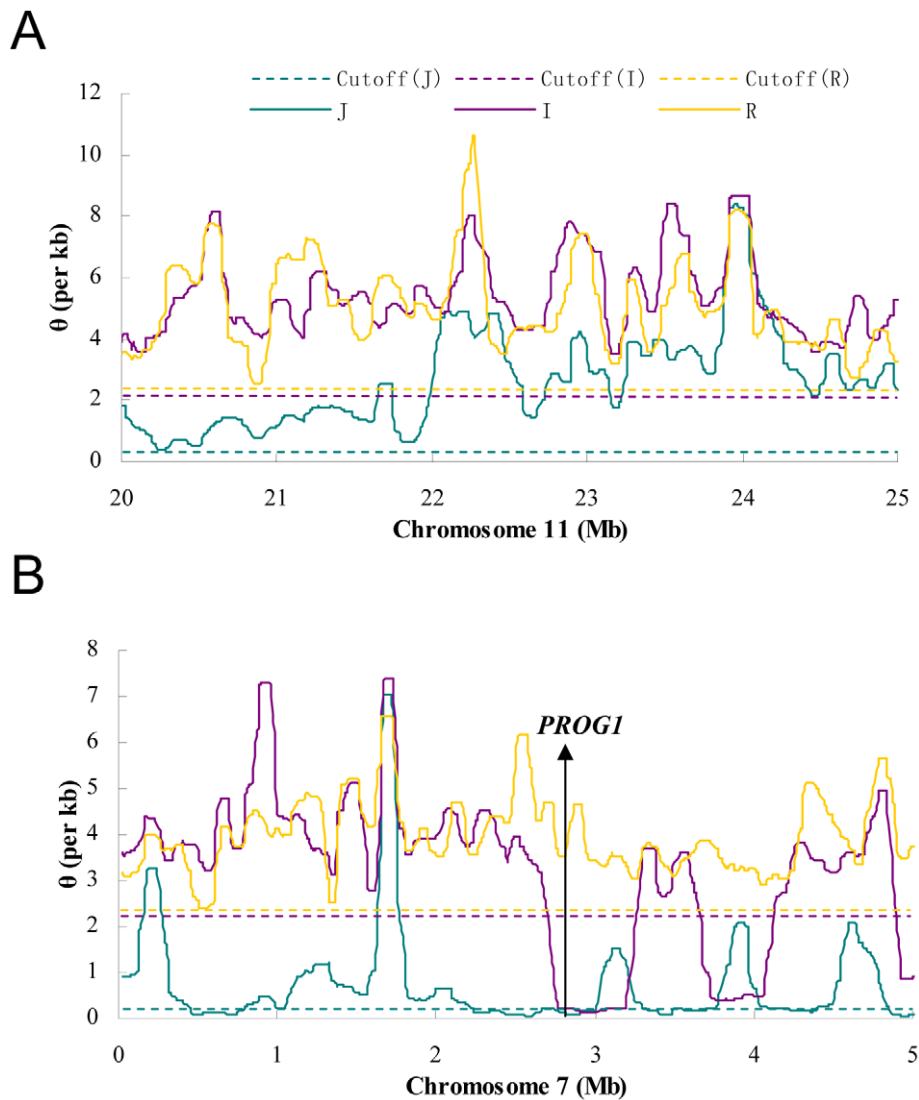 A
Cutoff(J) Cutoff(I) Cutoff(R)
J I R
12
10
8
6
4
2
0
θ (per kb)
20 21 22 23 24 25
Chromosome 11 (Mb)
B
8
7
6
5
4
3
2
1
0
θ (per kb)
PROG1
0 1 2 3 4 5
Chromosome 7 (Mb)